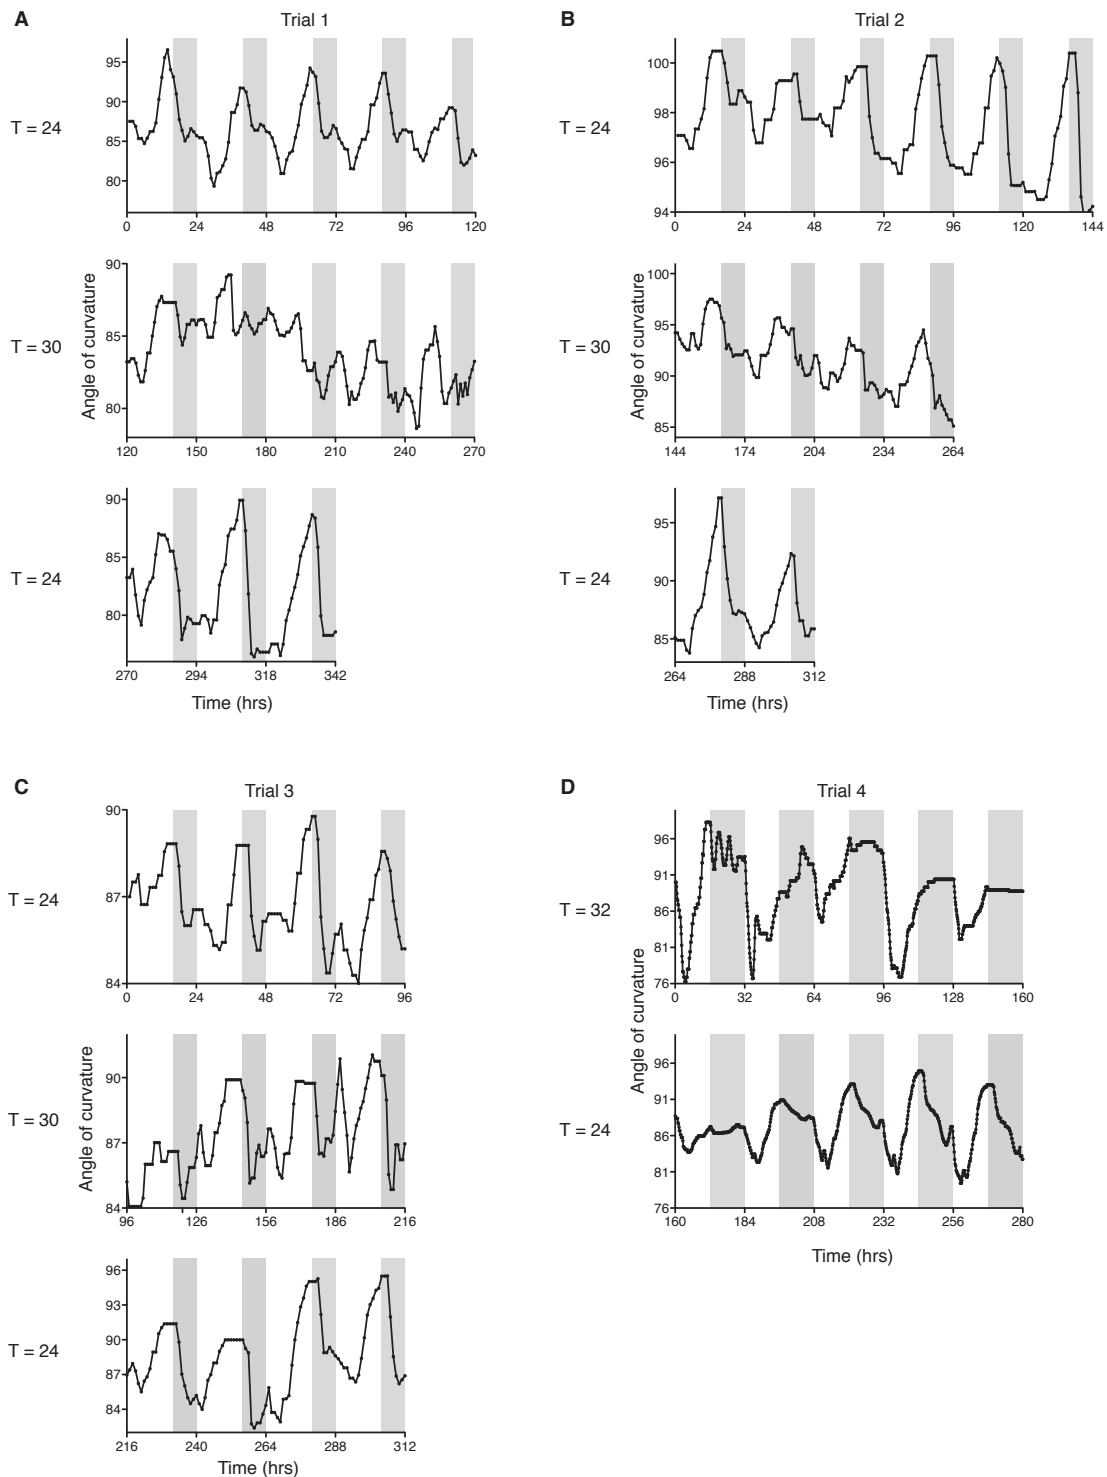 A
Trial 1
T = 24
95
90
85
80
0 24 48 72 96 120
T = 30
Angle of curvature
90
85
80
120 150 180 210 240 270
T = 24
90
85
80
270 294 318 342
Time (hrs)
B
Trial 2
T = 24
100
98
96
94
0 24 48 72 96 120 144
T = 30
Angle of curvature
100
95
90
85
144 174 204 234 264
T = 24
95
90
85
264 288 312
Time (hrs)
C
Trial 3
T = 24
90
87
84
0 24 48 72 96
T = 30
Angle of curvature
90
87
84
96 126 156 186 216
T = 24
96
93
90
87
84
216 240 264 288 312
Time (hrs)
D
Trial 4
T = 32
96
91
86
81
76
0 32 64 96 128 160
Angle of curvature
T = 24
96
91
86
81
76
160 184 208 232 256 280
Time (hrs)